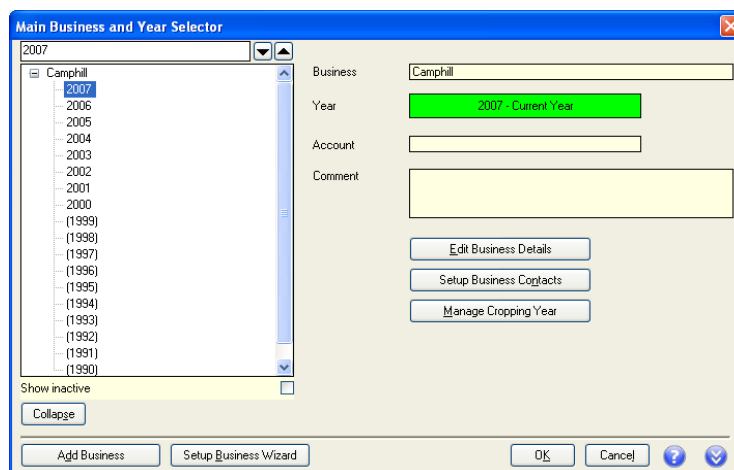 Main Business and Year Selector
2007
Camphill
2007
2006
2005
2004
2003
2002
2001
2000
(1999)
(1998)
(1997)
(1996)
(1995)
(1994)
(1993)
(1992)
(1991)
(1990)
Show inactive
Collapse
Business Camphill
Year 2007 - Current Year
Account
Comment
Edit Business Details
Setup Business Contacts
Manage Cropping Year
Add Business Setup Business Wizard OK Cancel ?